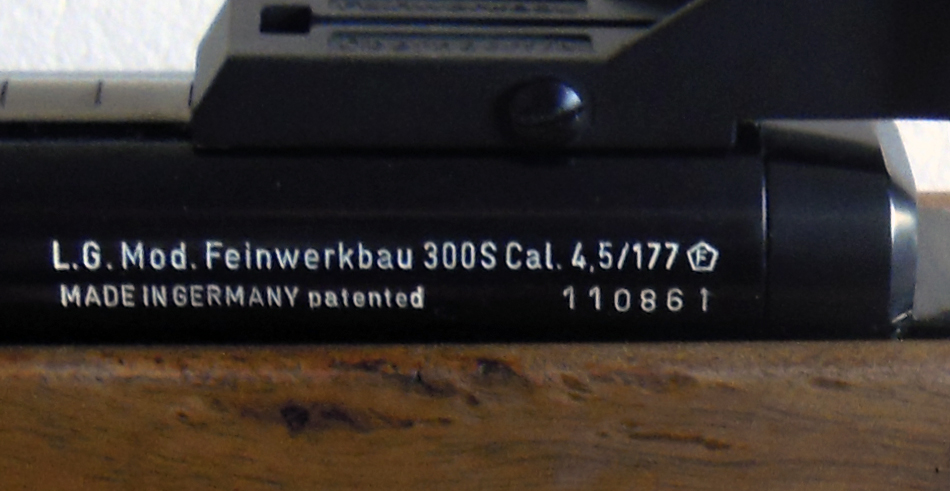 L.G. Mod. Feinwerkbau 300S Cal. 4,5/177 F
MADE IN GERMANY patented 110861